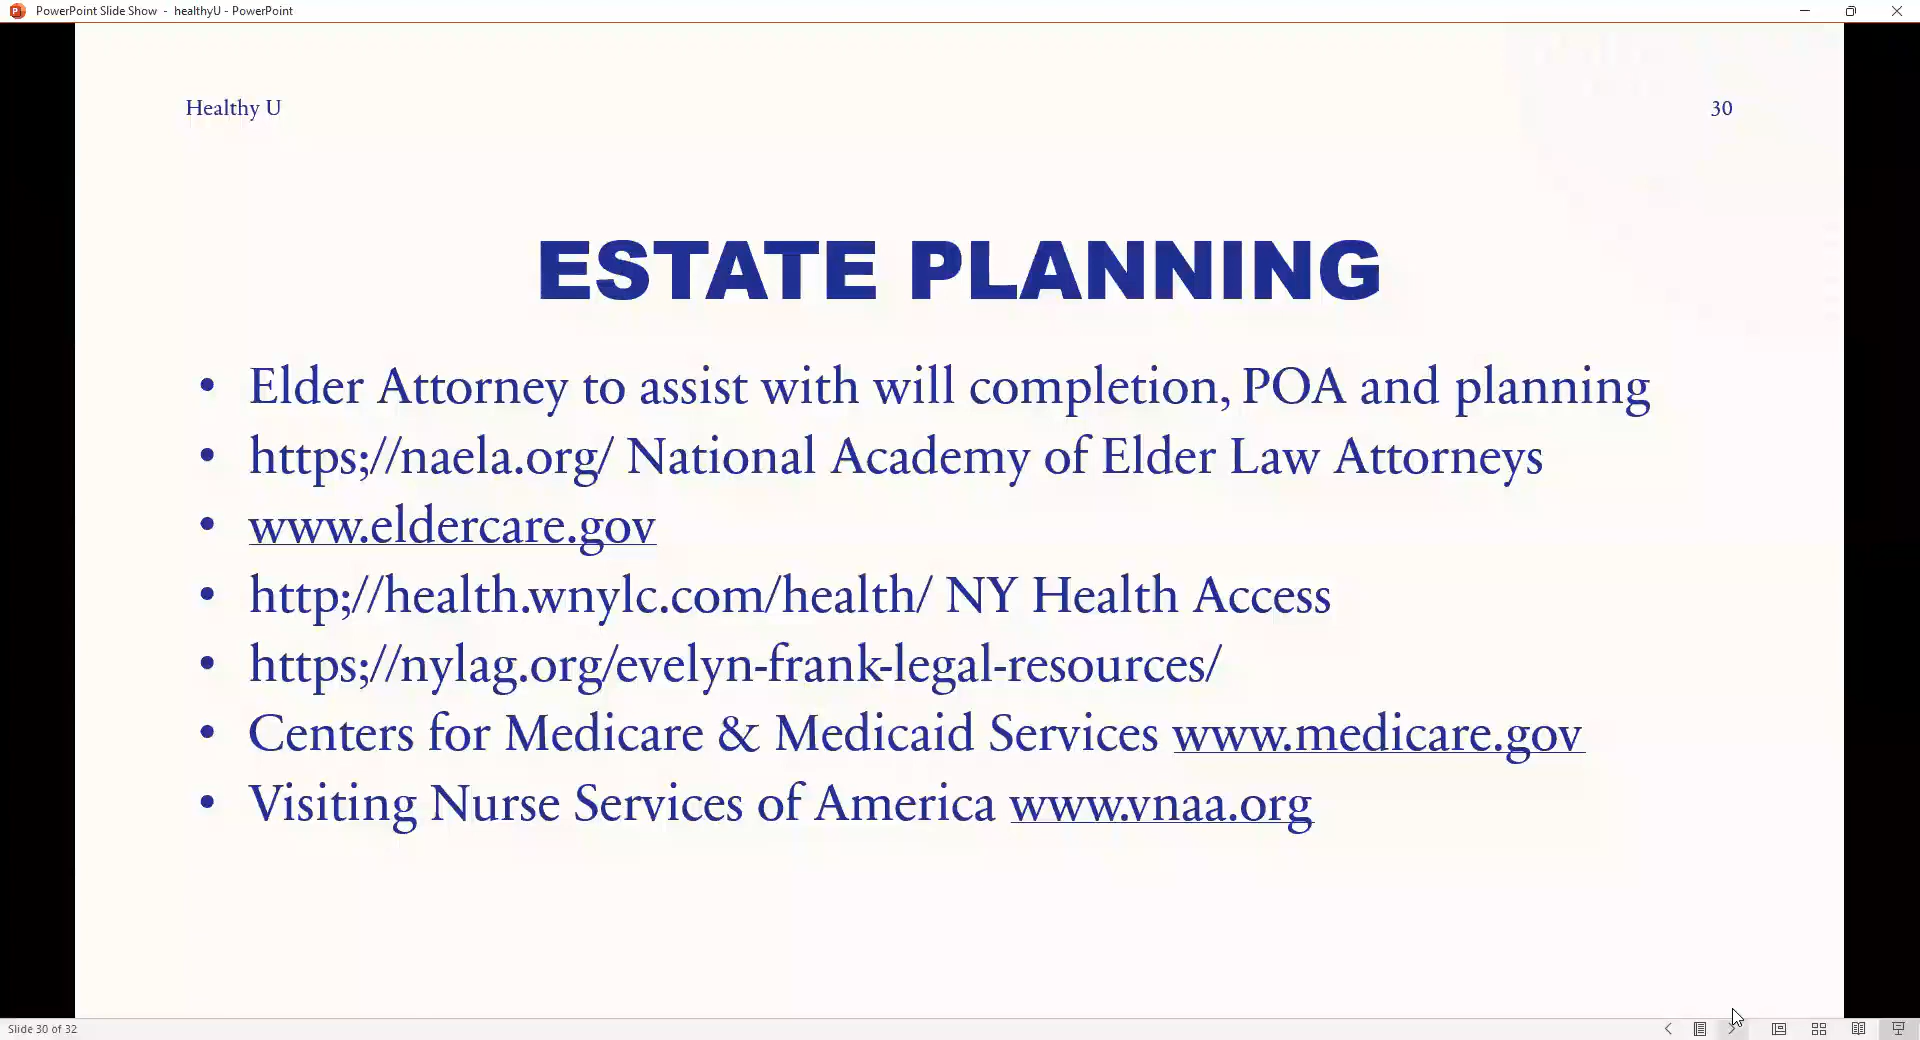 PowerPoint Slide Show - healthyU - PowerPoint
Healthy U
30
ESTATE PLANNING
• Elder Attorney to assist with will completion, POA and planning
• https;//naela.org/ National Academy of Elder Law Attorneys
• www.eldercare.gov
• http;//health.wnylc.com/health/ NY Health Access
• https;//nylag.org/evelyn-frank-legal-resources/
• Centers for Medicare & Medicaid Services www.medicare.gov
• Visiting Nurse Services of America www.vnaa.org
Slide 30 of 32